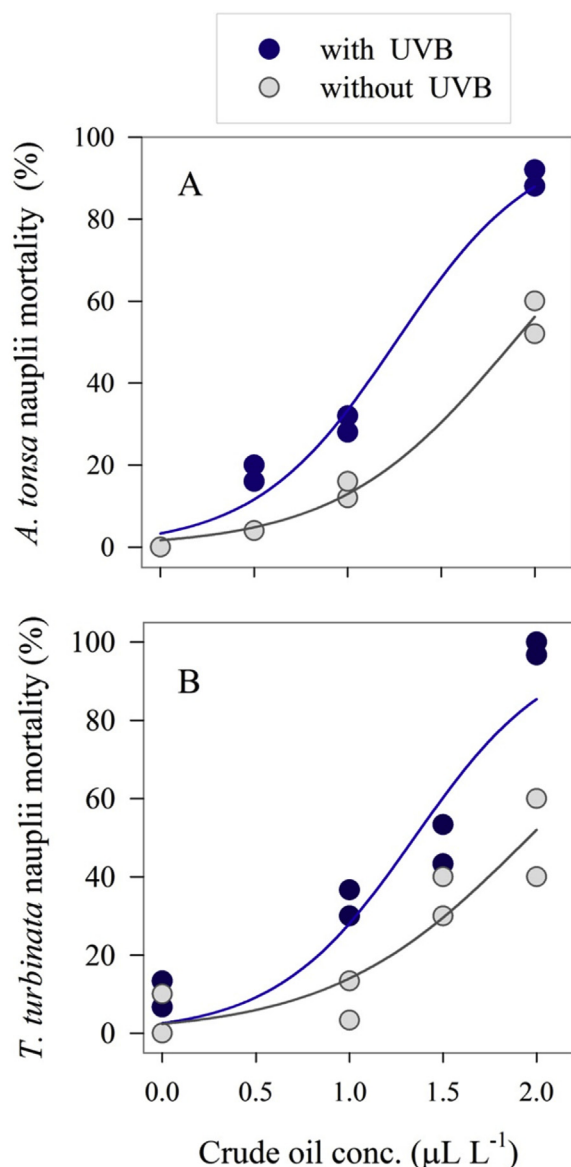 with UVB
without UVB
A
A. tonsa nauplii mortality (%)
100
80
60
40
20
0
B
T. turbinata nauplii mortality (%)
100
80
60
40
20
0
0.0 0.5 1.0 1.5 2.0
Crude oil conc. (μL L⁻¹)